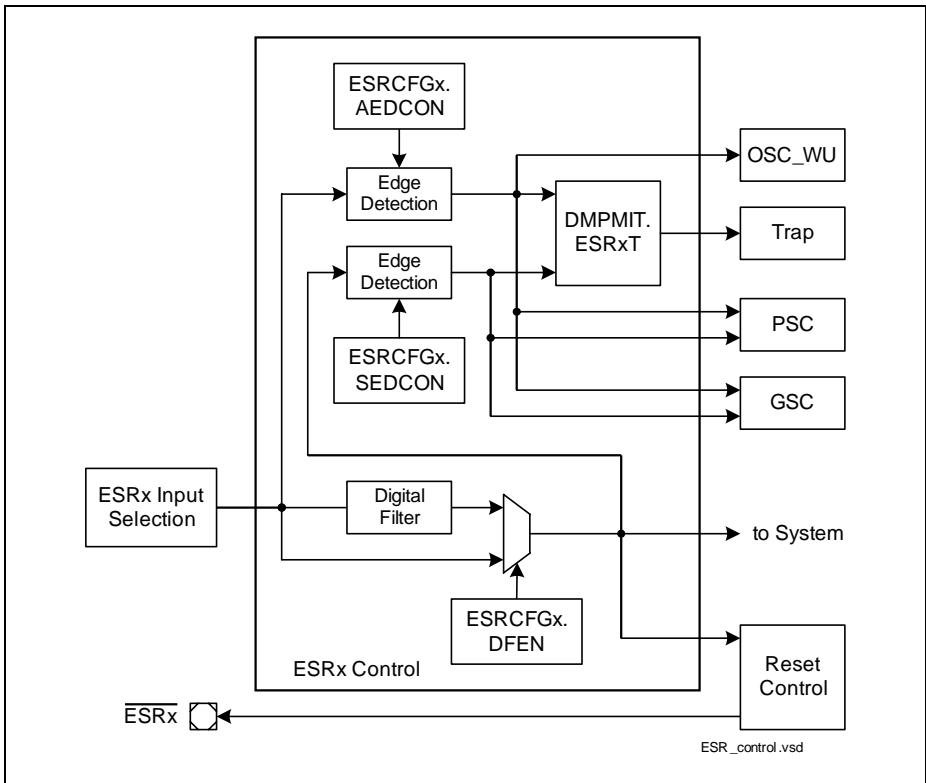 ESRCFGx.
AEDCON
Edge
Detection
OSC_WU
DMPMIT.
ESRxT
Trap
Edge
Detection
PSC
ESRCFGx.
SEDCON
GSC
ESRx Input
Selection
Digital
Filter
to System
ESRCFGx.
DFEN
ESRx Control
Reset
Control
ESRx
ESR_control.vsd